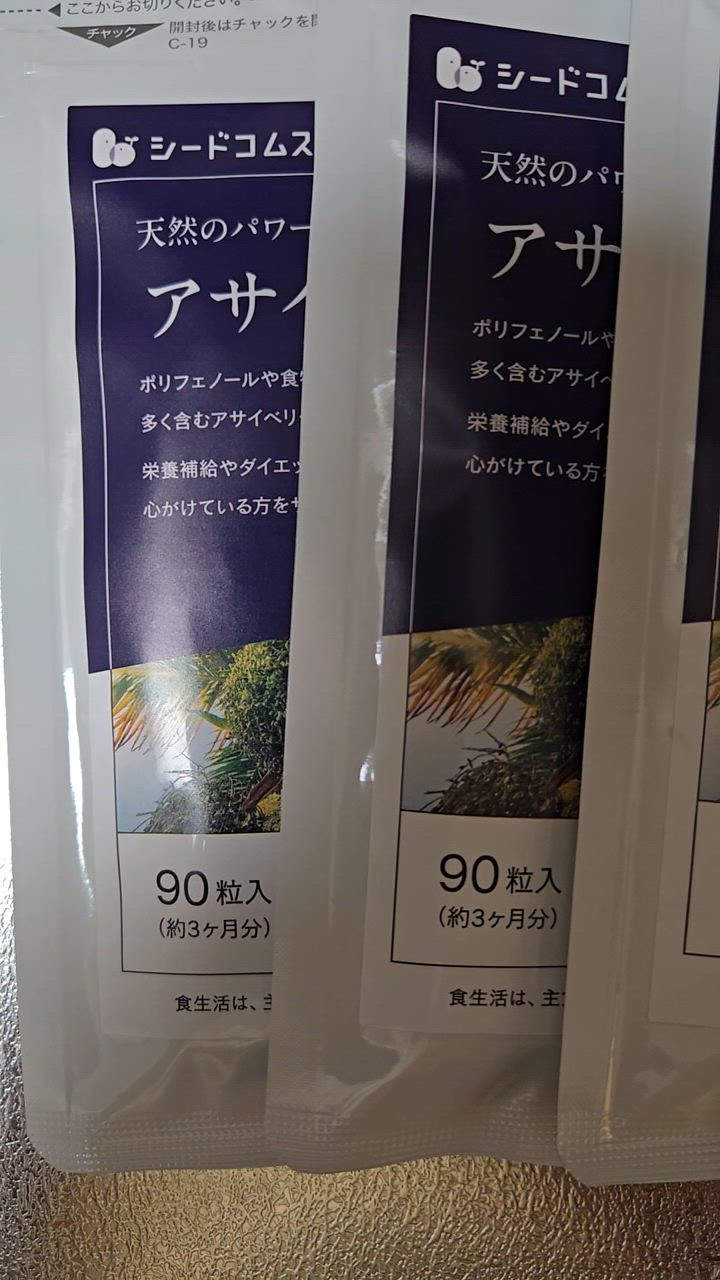 ここからお切りください。
チャック
開封後はチャックを
C-19
シードコムス
天然のパワー
アサイ
ポリフェノールや食
多く含むアサイベリ
栄養補給やダイエッ
心がけている方をサ
90粒入
(約3ヶ月分)
食生活は、主
シードコム
天然のパワ
アサ
ポリフェノールや
多く含むアサイベ
栄養補給やダイ
心がけている方
90粒入
(約3ヶ月分)
食生活は、主